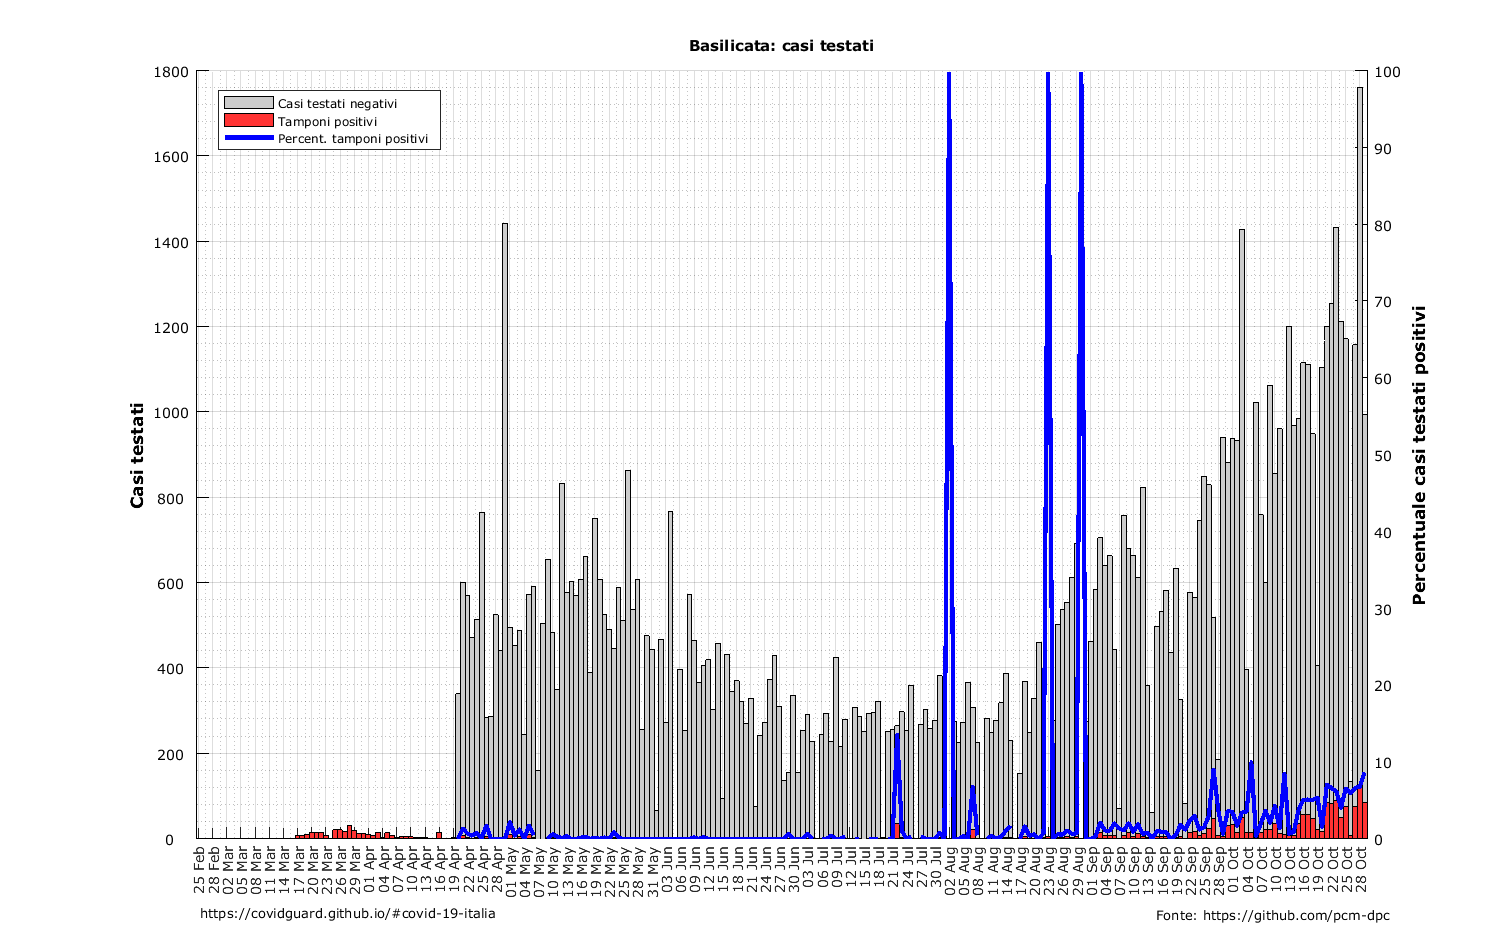 Basilicata: casi testati
Casi testati negativi
Tamponi positivi
Percent. tamponi positivi
Casi testati
1800
1600
1400
1200
1000
800
600
400
200
0
100
90
80
70
60
50
40
30
20
10
0
Percentuale casi testati positivi
25 Feb
28 Feb
02 Mar
05 Mar
08 Mar
11 Mar
14 Mar
17 Mar
20 Mar
23 Mar
26 Mar
29 Mar
01 Apr
04 Apr
07 Apr
10 Apr
13 Apr
16 Apr
19 Apr
22 Apr
25 Apr
28 Apr
01 May
04 May
07 May
10 May
13 May
16 May
19 May
22 May
25 May
28 May
31 May
03 Jun
06 Jun
09 Jun
12 Jun
15 Jun
18 Jun
21 Jun
24 Jun
27 Jun
30 Jun
03 Jul
06 Jul
09 Jul
12 Jul
15 Jul
18 Jul
21 Jul
24 Jul
27 Jul
30 Jul
02 Aug
05 Aug
08 Aug
11 Aug
14 Aug
17 Aug
20 Aug
23 Aug
26 Aug
29 Aug
01 Sep
04 Sep
07 Sep
10 Sep
13 Sep
16 Sep
19 Sep
22 Sep
25 Sep
28 Sep
01 Oct
04 Oct
07 Oct
10 Oct
13 Oct
16 Oct
19 Oct
22 Oct
25 Oct
28 Oct
https://covidguard.github.io/#covid-19-italia
Fonte: https://github.com/pcm-dpc